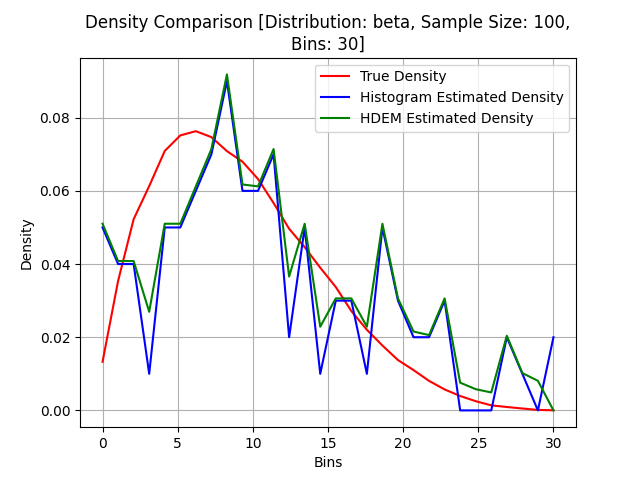 Density Comparison [Distribution: beta, Sample Size: 100,
Bins: 30]
True Density
Histogram Estimated Density
HDEM Estimated Density
Density
0.08
0.06
0.04
0.02
0.00
0 5 10 15 20 25 30
Bins